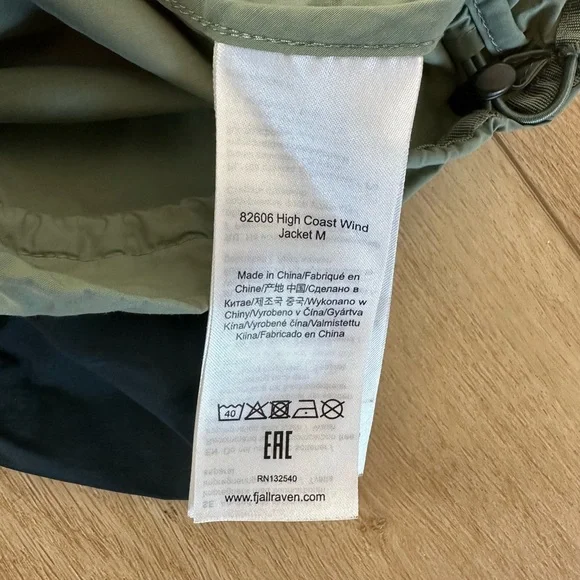 82606 High Coast Wind
Jacket M
Made in China/Fabriqué en
Chine/产地 中国/Сделано в
Китае/제조국 중국/Wykonano w
Chiny/Vyrobeno v Čína/Gyártva
Kína/Vyrobené čína/Valmistettu
Kiina/Fabricado en China
40
EAC
RN132540
www.fjallraven.com